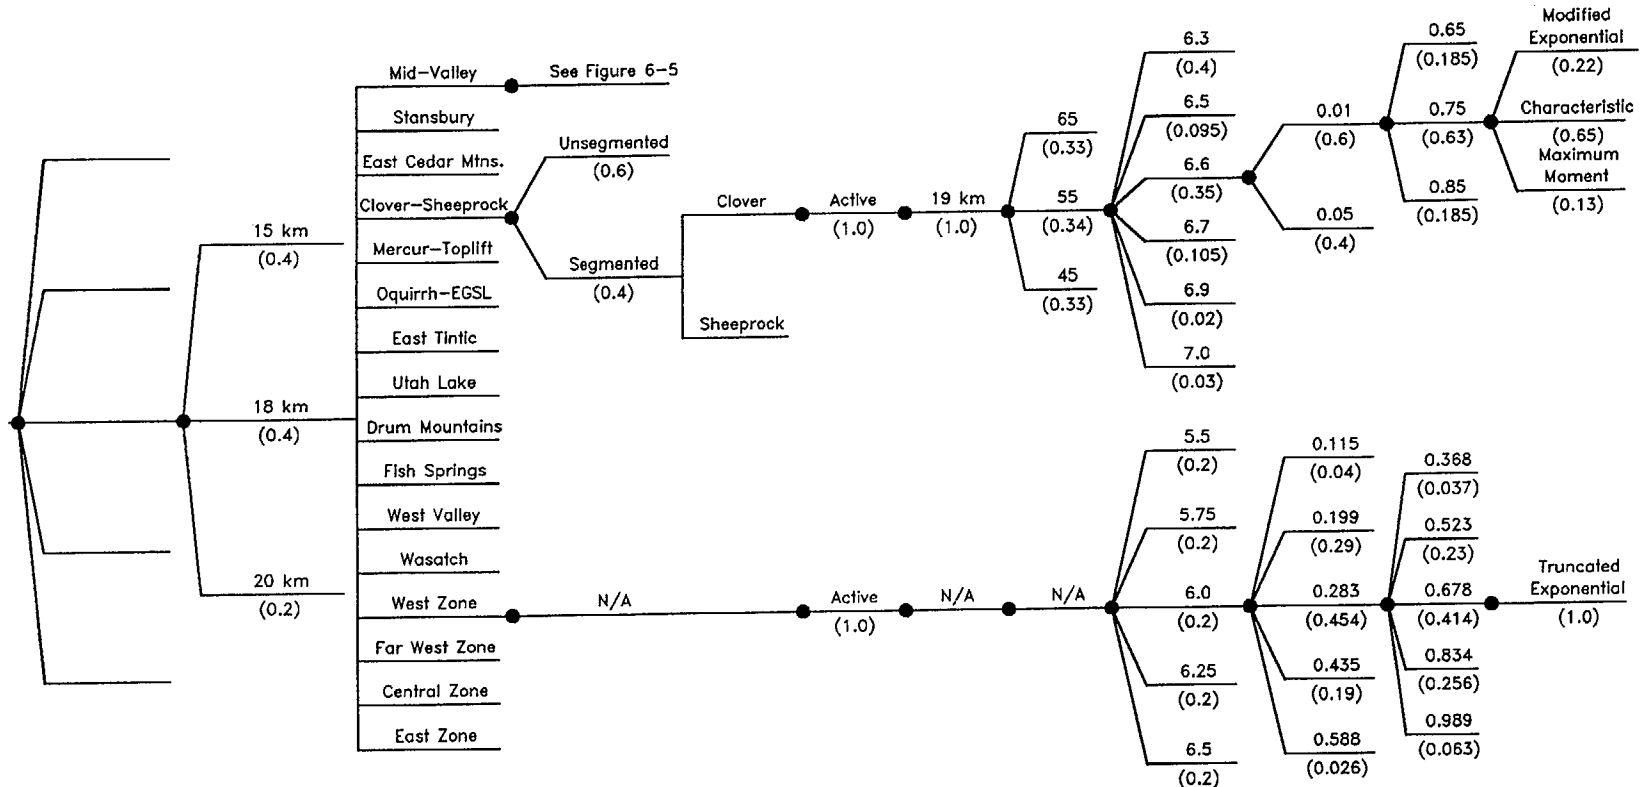 15 km
(0.4)
18 km
(0.4)
20 km
(0.2)
Mid-Valley
Stansbury
East Cedar Mtns.
Clover-Sheeprock
Mercur-Toplift
Oquirrh-EGSL
East Tintic
Utah Lake
Drum Mountains
Fish Springs
West Valley
Wasatch
West Zone
Far West Zone
Central Zone
East Zone
See Figure 6-5
Unsegmented
(0.6)
Segmented
(0.4)
Clover
Sheeprock
Active
(1.0)
19 km
(1.0)
65
(0.33)
55
(0.34)
45
(0.33)
6.3
(0.4)
6.5
(0.095)
6.6
(0.35)
6.7
(0.105)
6.9
(0.02)
7.0
(0.03)
0.01
(0.6)
0.05
(0.4)
0.65
(0.185)
0.75
(0.63)
0.85
(0.185)
Modified
Exponential
(0.22)
Characteristic
(0.65)
Maximum
Moment
(0.13)
N/A
Active
(1.0)
N/A
N/A
5.5
(0.2)
5.75
(0.2)
6.0
(0.2)
6.25
(0.2)
6.5
(0.2)
0.115
(0.04)
0.199
(0.29)
0.283
(0.454)
0.435
(0.19)
0.588
(0.026)
0.368
(0.037)
0.523
(0.23)
0.678
(0.414)
0.834
(0.256)
0.989
(0.063)
Truncated
Exponential
(1.0)